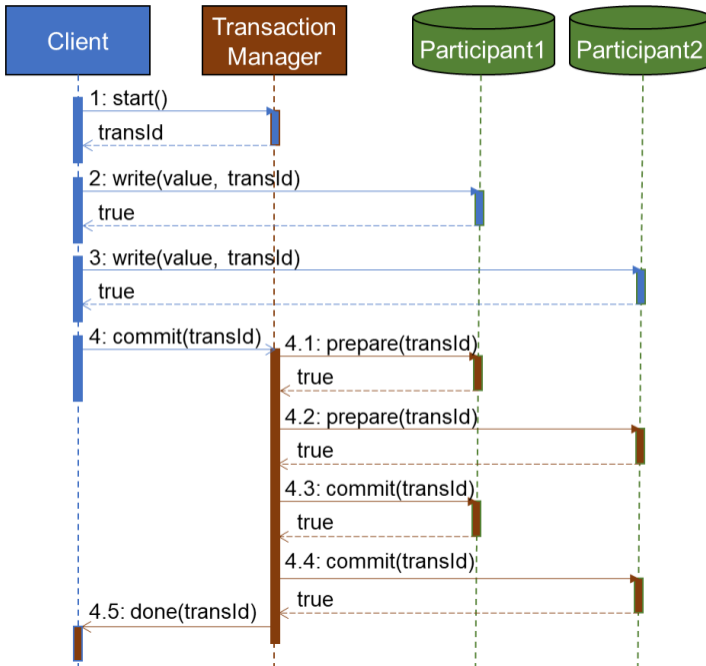 Client
Transaction
Manager
Participant1
Participant2
1: start()
transId
2: write(value, transId)
true
3: write(value, transId)
true
4: commit(transId)
4.1: prepare(transId)
true
4.2: prepare(transId)
true
4.3: commit(transId)
true
4.4: commit(transId)
true
4.5: done(transId)